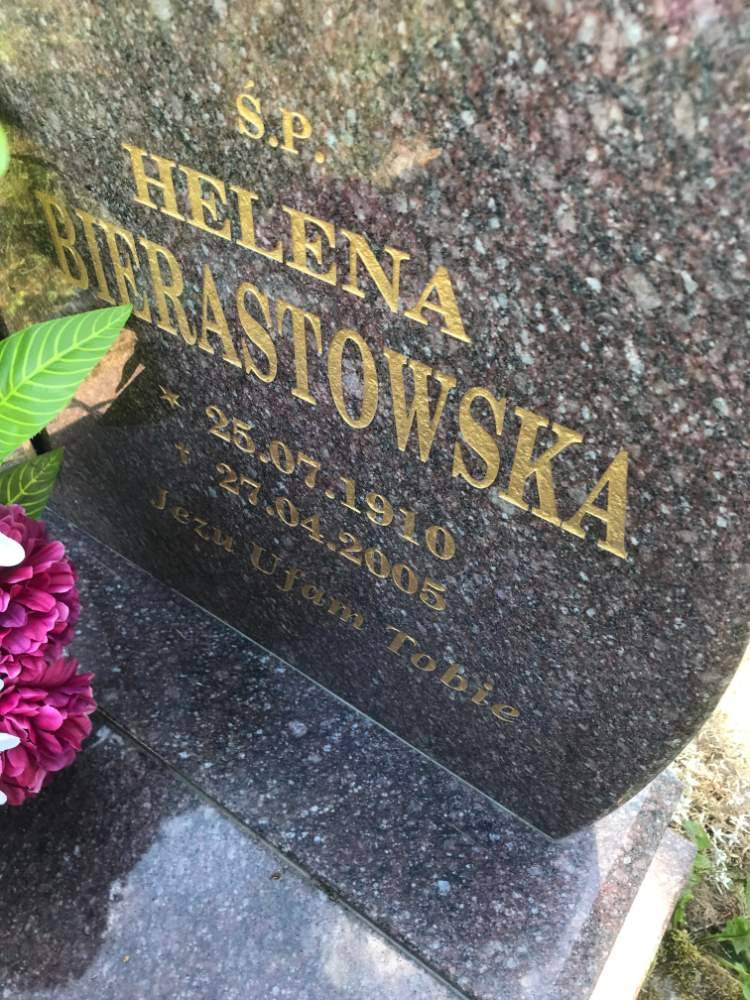 Ś.P.
HELENA
BIERASTOWSKA
★ 25.07.1910
✝ 27.04.2005
Jezu Ufam Tobie